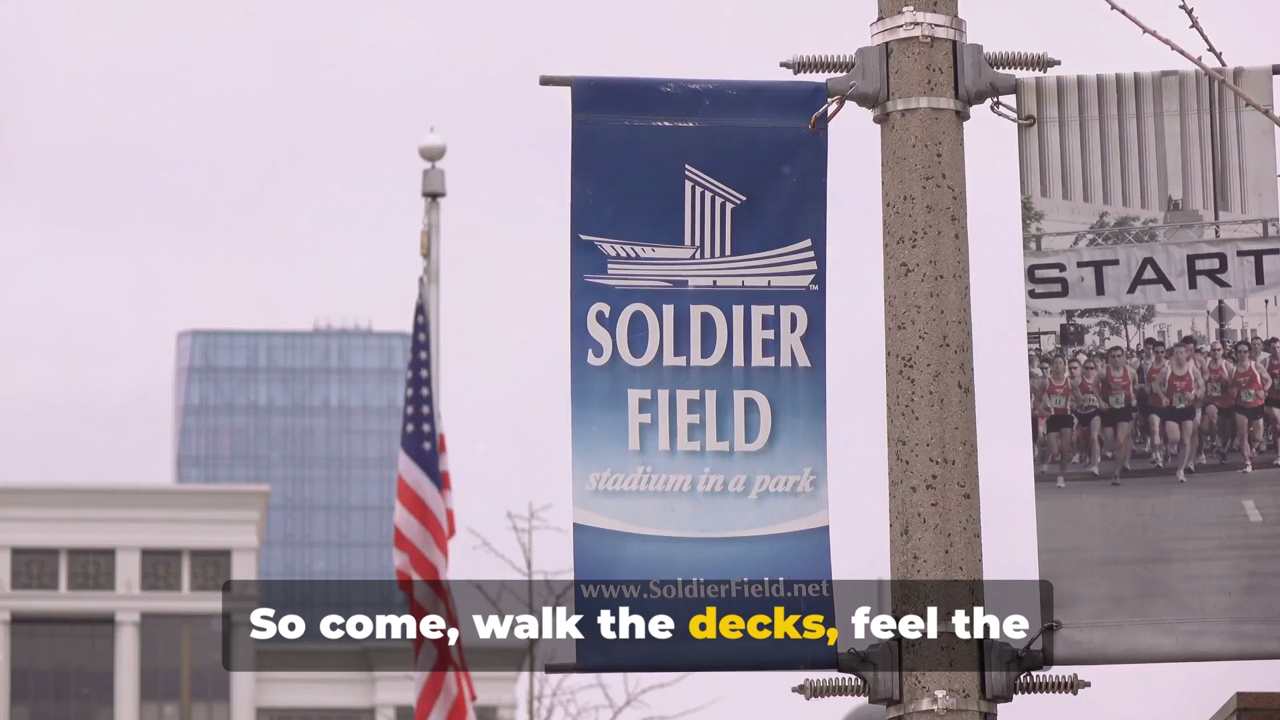 SOLDIER
FIELD
stadium in a park
www.SoldierField.net
START
So come, walk the decks, feel the